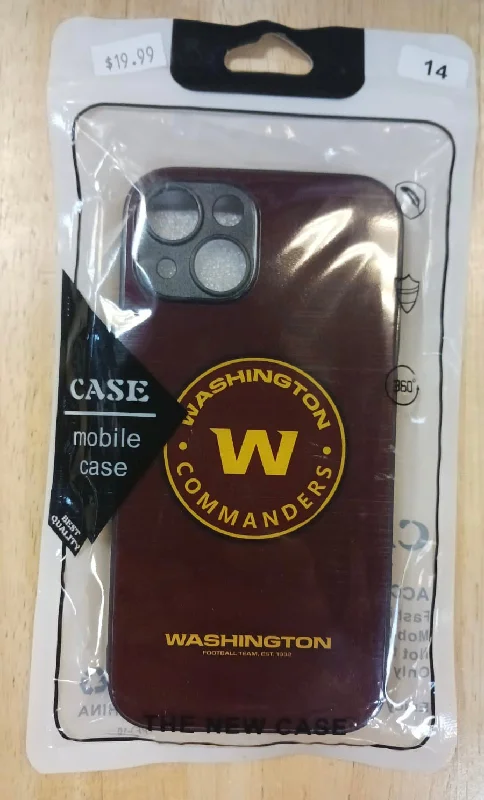 $19.99
14
CASE
mobile
case
BEST
QUALITY
360°
WASHINGTON
W
COMMANDERS
WASHINGTON
FOOTBALL TEAM, EST. 1932
THE NEW CASE